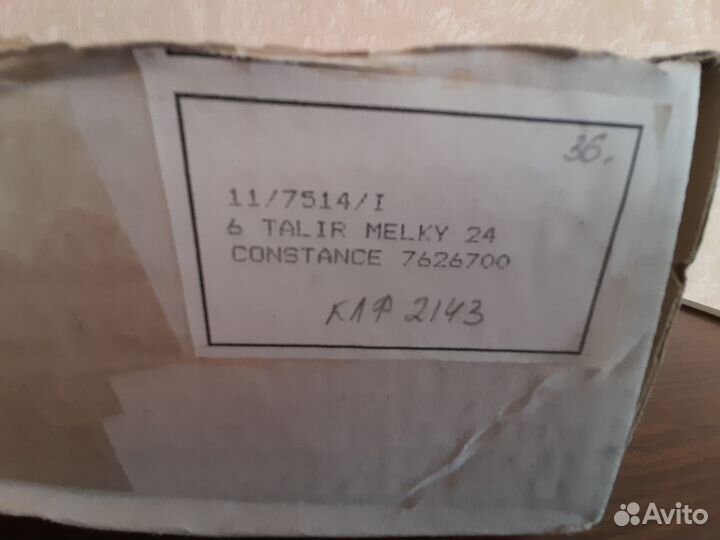 36.
11/7514/I
6 TALIR MELKY 24
CONSTANCE 7626700
КЛФ 2143
Avito